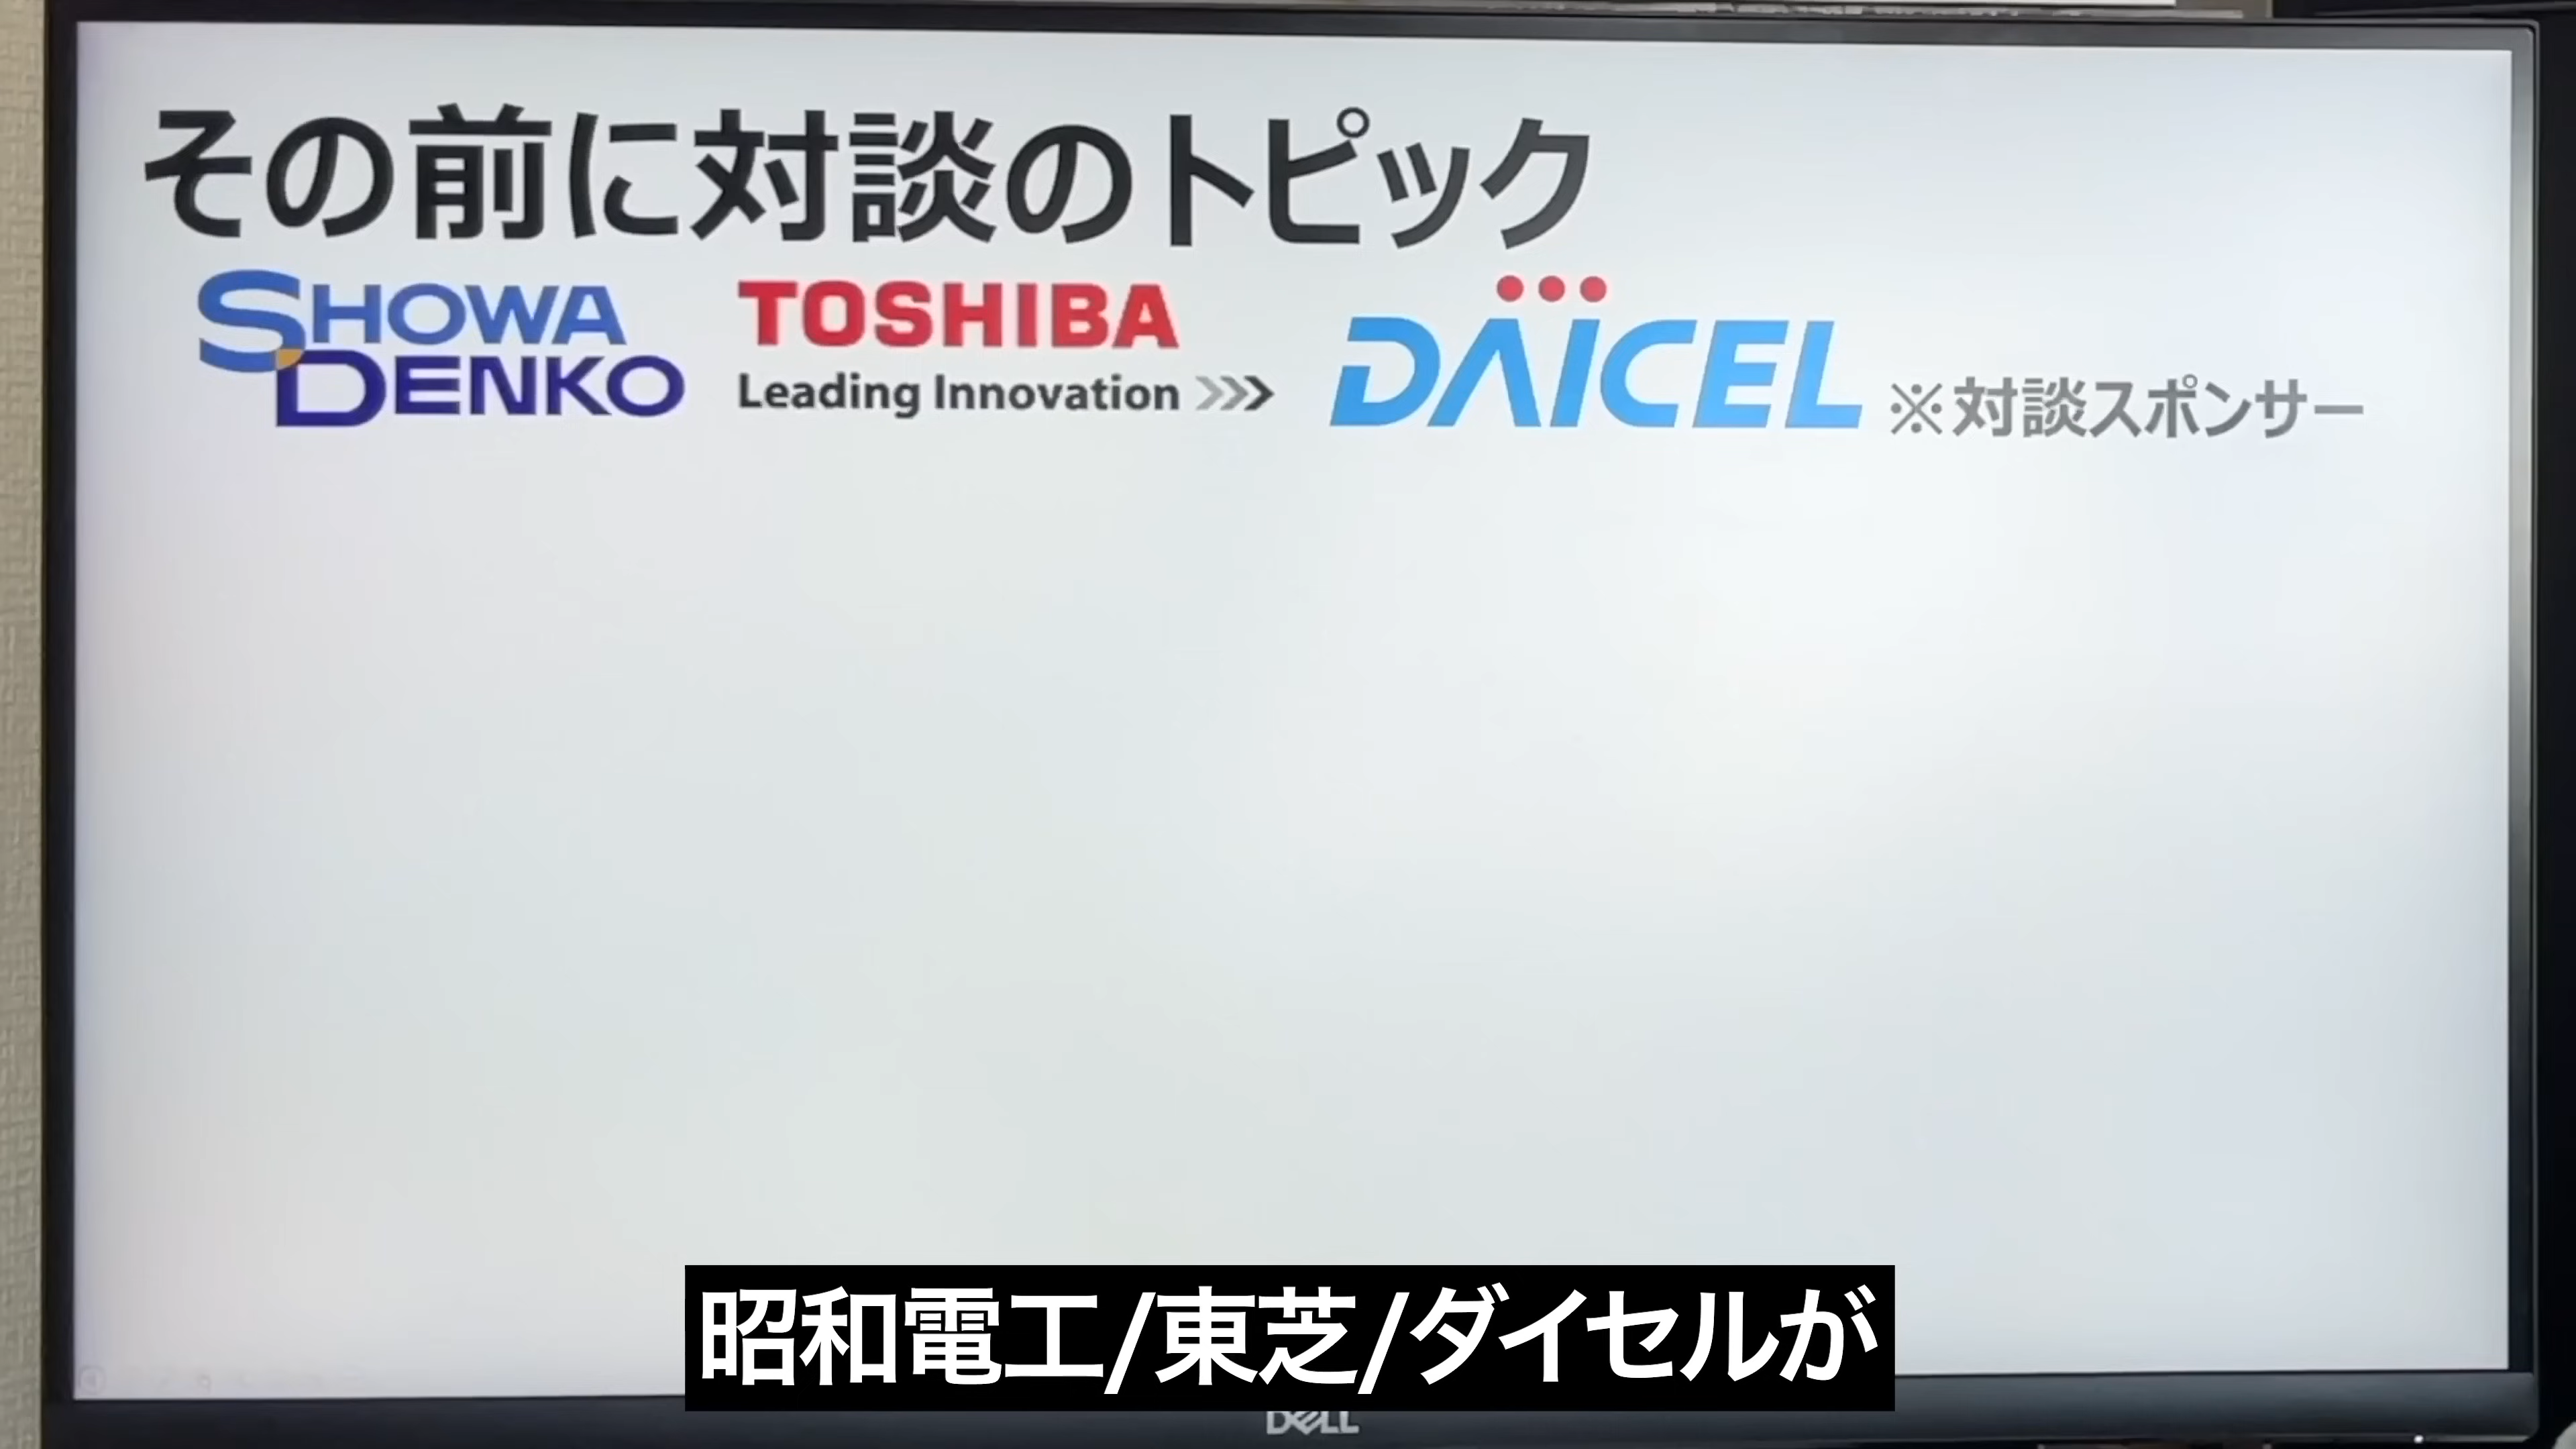 その前に対談のトピック
SHOWA DENKO
TOSHIBA
Leading Innovation >>>
DAICEL
※対談スポンサー
昭和電工/東芝/ダイセルが
DELL